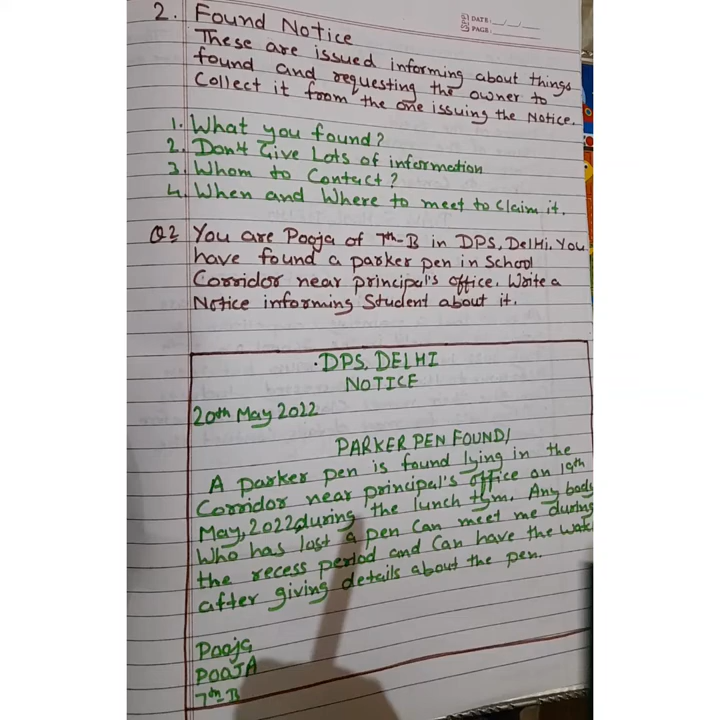 DATE: __/__/__
PAGE:
2. Found Notice
These are issued informing about things
found and requesting the owner to
Collect it from the one issuing the Notice.
1. What you found?
2. Don't Give Lots of information
3. Whom to Contact?
4. When and Where to meet to Claim it.
Q2 You are Pooja of 7th-B in DPS, DelHi. You
have found a parker pen in School
Corridor near principal's office. Write a
Notice informing Student about it.
DPS, DELHI
NOTICE
20th May 2022
PARKER PEN FOUND!
A parker pen is found lying in the
Corridor near principal's office on 19th
May, 2022, during the lunch tym. Any body
Who has lost a pen Can meet me during
the recess period and Can have the watch
after giving details about the pen.
Pooja
POOJA
7th-B